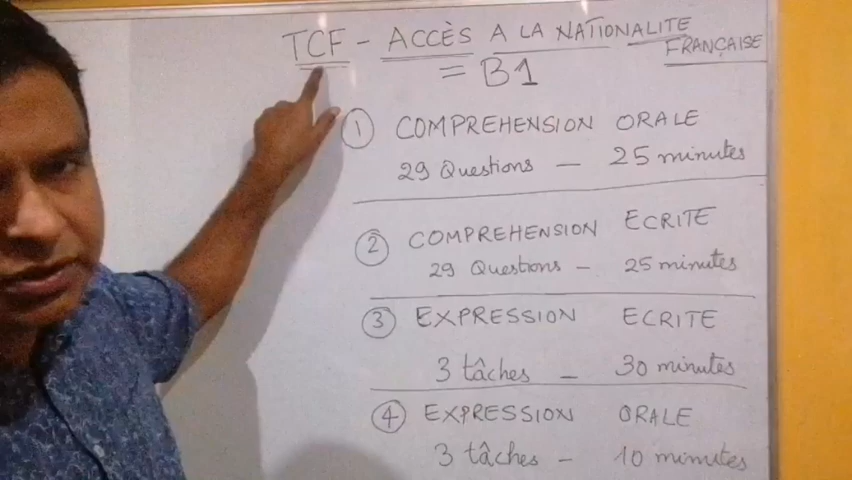 TCF - ACCÈS A LA NATIONALITE FRANÇAISE
= B1
1 COMPREHENSION ORALE
29 Questions - 25 minutes
2 COMPREHENSION ECRITE
29 Questions - 25 minutes
3 EXPRESSION ECRITE
3 tâches - 30 minutes
4 EXPRESSION ORALE
3 tâches - 10 minutes